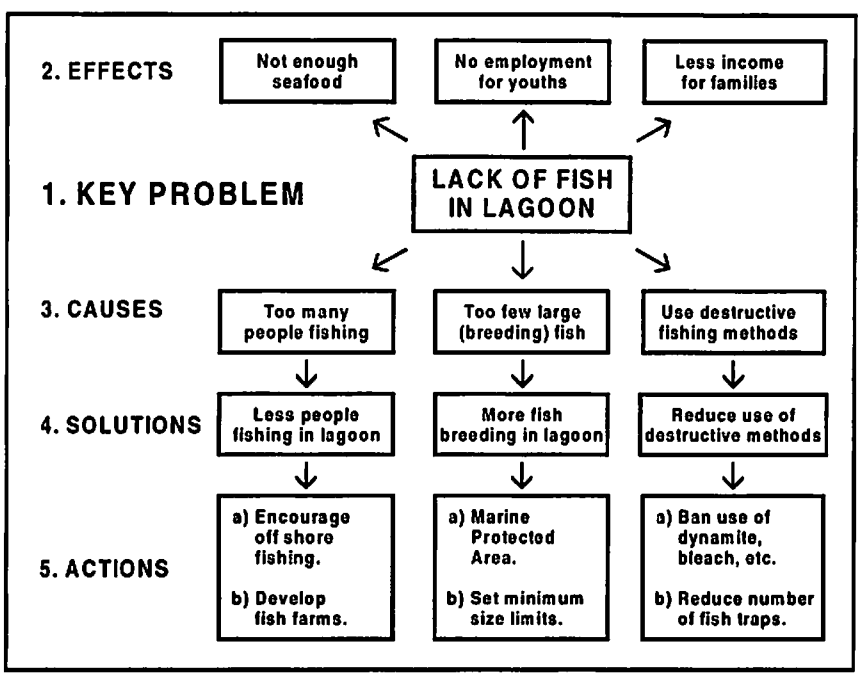 2. EFFECTS
Not enough
seafood
No employment
for youths
Less income
for families
1. KEY PROBLEM
LACK OF FISH
IN LAGOON
3. CAUSES
Too many
people fishing
Too few large
(breeding) fish
Use destructive
fishing methods
4. SOLUTIONS
Less people
fishing in lagoon
More fish
breeding in lagoon
Reduce use of
destructive methods
5. ACTIONS
a) Encourage
off shore
fishing.
b) Develop
fish farms.
a) Marine
Protected
Area.
b) Set minimum
size limits.
a) Ban use of
dynamite,
bleach, etc.
b) Reduce number
of fish traps.